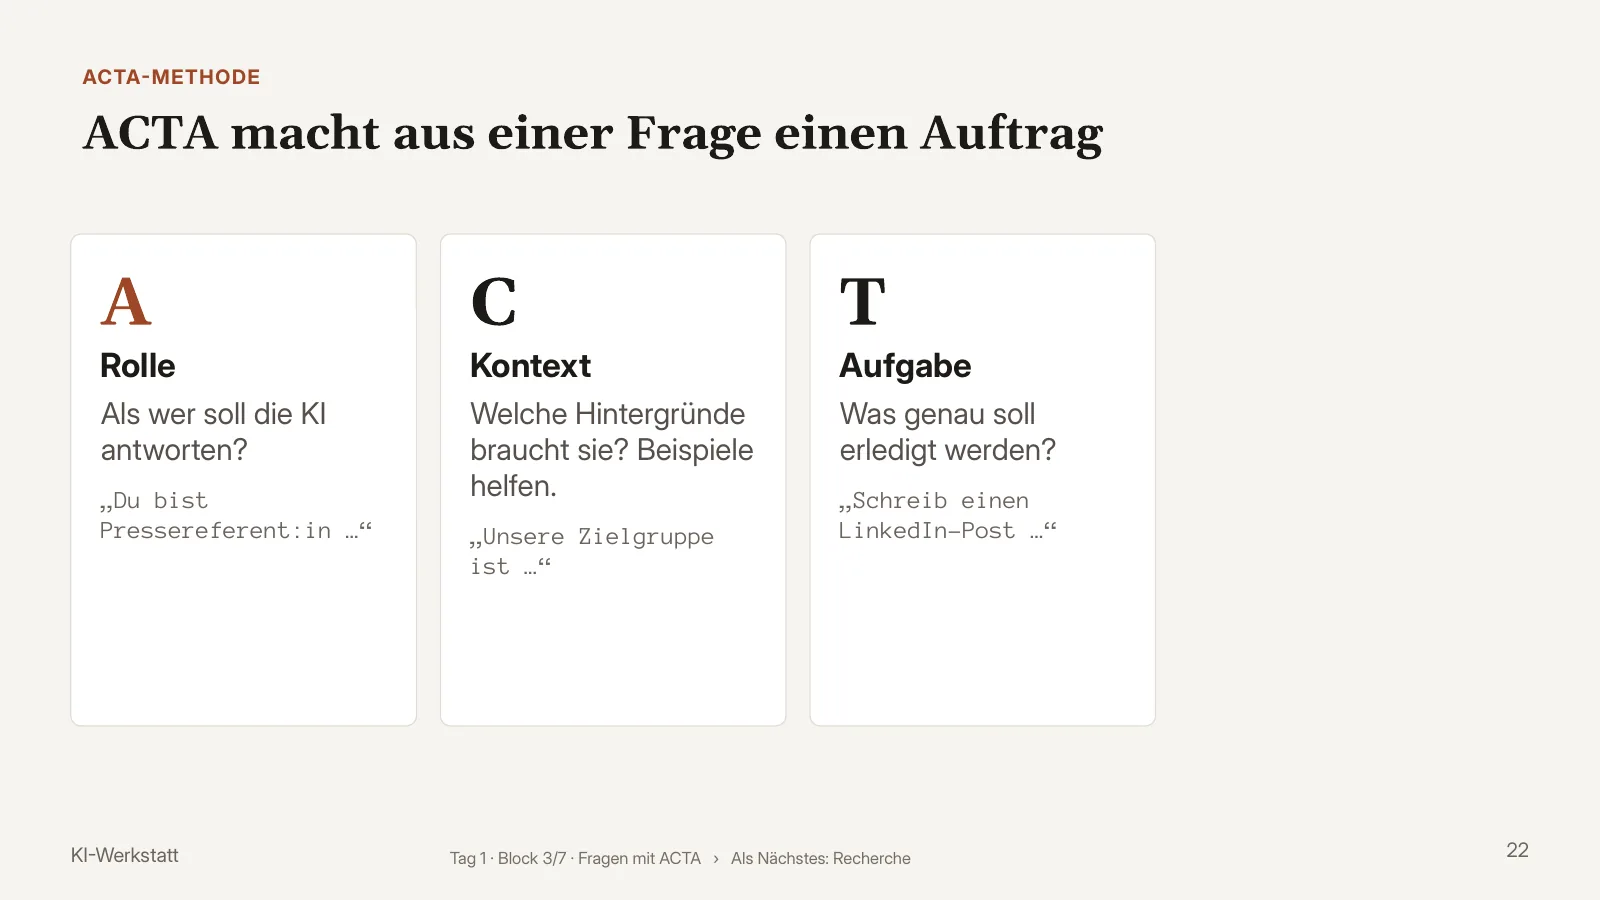 ACTA-METHODE
ACTA macht aus einer Frage einen Auftrag
A
Rolle
Als wer soll die KI
antworten?
„Du bist
Pressereferent:in …“
C
Kontext
Welche Hintergründe
braucht sie? Beispiele
helfen.
„Unsere Zielgruppe
ist …“
T
Aufgabe
Was genau soll
erledigt werden?
„Schreib einen
LinkedIn-Post …“
KI-Werkstatt
Tag 1 · Block 3/7 · Fragen mit ACTA › Als Nächstes: Recherche
22